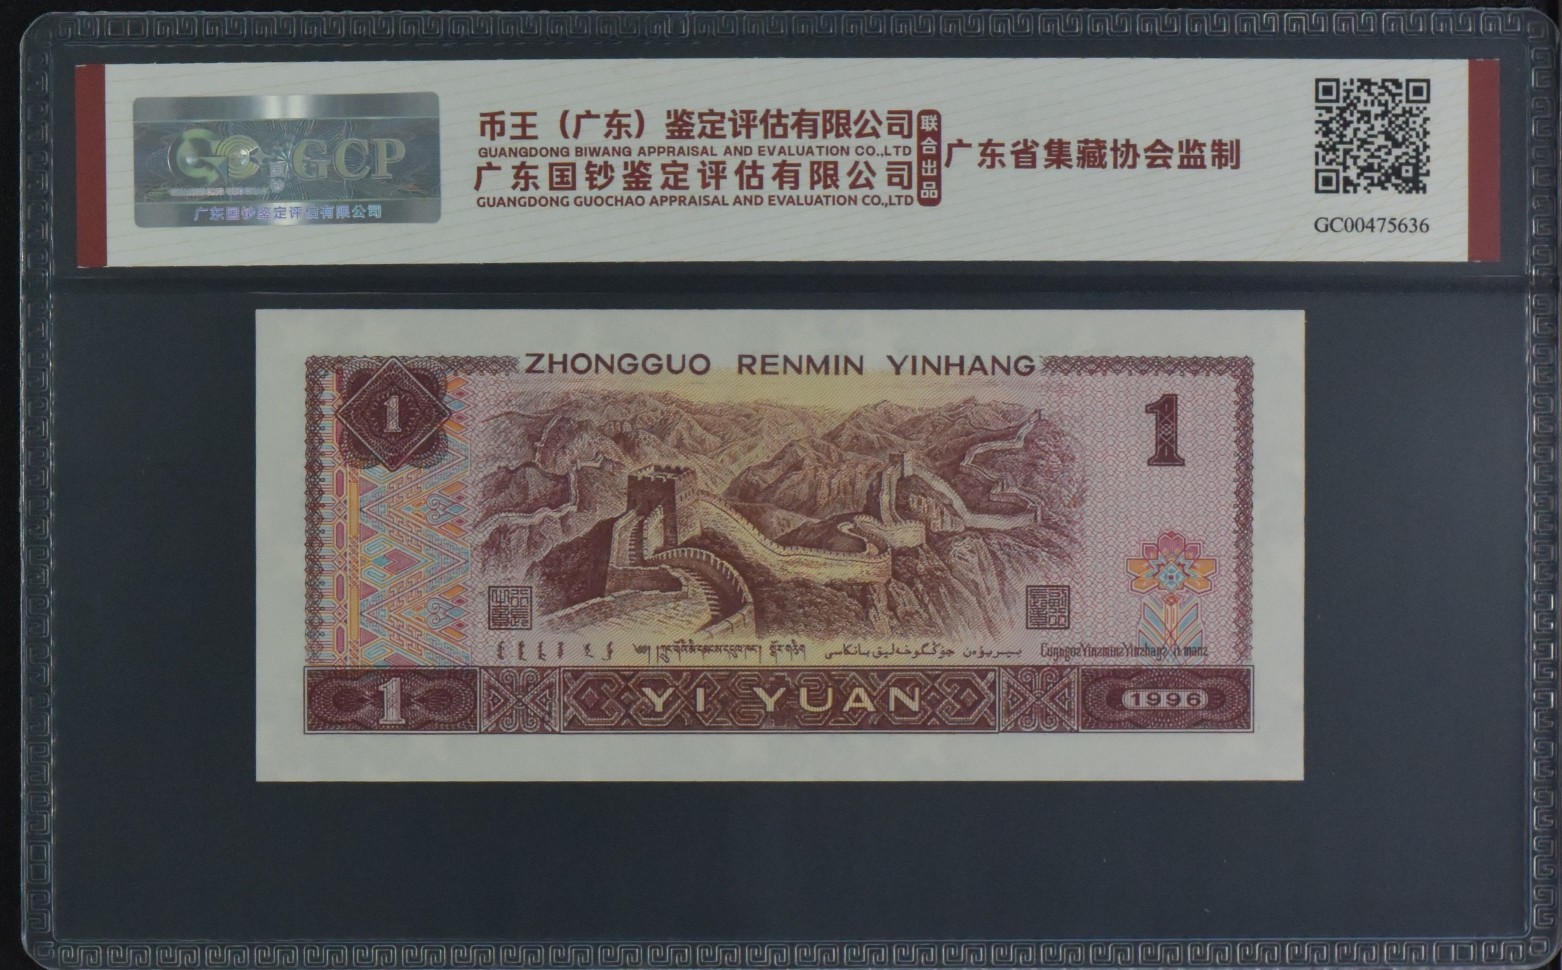 GCP
广东国钞鉴定评估有限公司
币王（广东）鉴定评估有限公司
GUANGDONG BIWANG APPRAISAL AND EVALUATION CO.,LTD
广东国钞鉴定评估有限公司
GUANGDONG GUOCHAO APPRAISAL AND EVALUATION CO.,LTD
联合出品
广东省集藏协会监制
GC00475636
ZHONGGUO RENMIN YINHANG
1
1
1
YI YUAN
1996